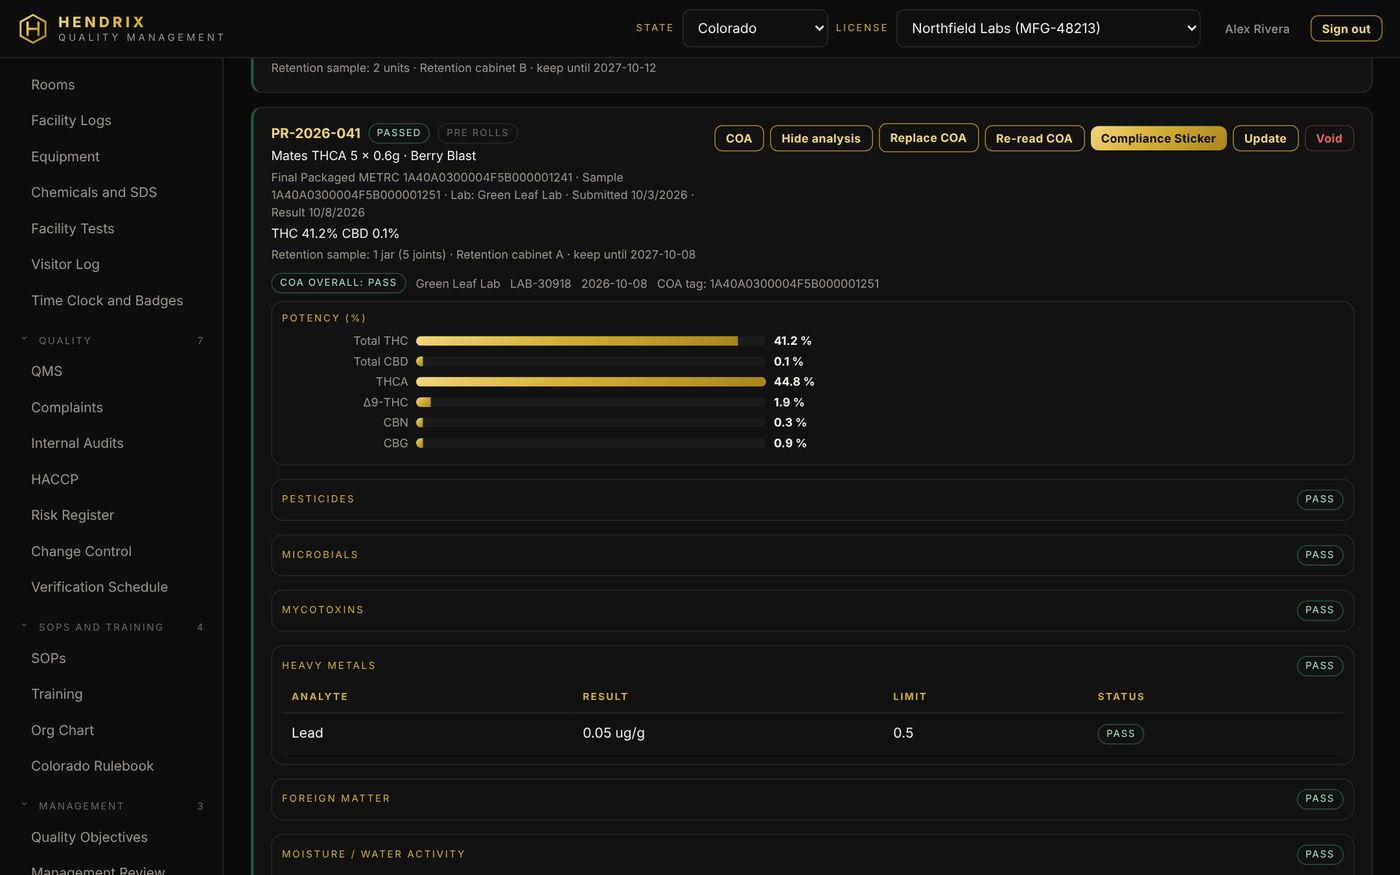 HENDRIX
QUALITY MANAGEMENT
STATE
Colorado
LICENSE
Northfield Labs (MFG-48213)
Alex Rivera
Sign out
Rooms
Facility Logs
Equipment
Chemicals and SDS
Facility Tests
Visitor Log
Time Clock and Badges
QUALITY 7
QMS
Complaints
Internal Audits
HACCP
Risk Register
Change Control
Verification Schedule
SOPS AND TRAINING 4
SOPs
Training
Org Chart
Colorado Rulebook
MANAGEMENT 3
Quality Objectives
Management Review
Retention sample: 2 units · Retention cabinet B · keep until 2027-10-12
PR-2026-041 PASSED PRE ROLLS
COA Hide analysis Replace COA Re-read COA Compliance Sticker Update Void
Mates THCA 5 × 0.6g · Berry Blast
Final Packaged METRC 1A40A0300004F5B000001241 · Sample
1A40A0300004F5B000001251 · Lab: Green Leaf Lab · Submitted 10/3/2026 ·
Result 10/8/2026
THC 41.2% CBD 0.1%
Retention sample: 1 jar (5 joints) · Retention cabinet A · keep until 2027-10-08
COA OVERALL: PASS Green Leaf Lab LAB-30918 2026-10-08 COA tag: 1A40A0300004F5B000001251
POTENCY (%)
Total THC 41.2 %
Total CBD 0.1 %
THCA 44.8 %
Δ9-THC 1.9 %
CBN 0.3 %
CBG 0.9 %
PESTICIDES PASS
MICROBIALS PASS
MYCOTOXINS PASS
HEAVY METALS PASS
ANALYTE RESULT LIMIT STATUS
Lead 0.05 ug/g 0.5 PASS
FOREIGN MATTER PASS
MOISTURE / WATER ACTIVITY PASS